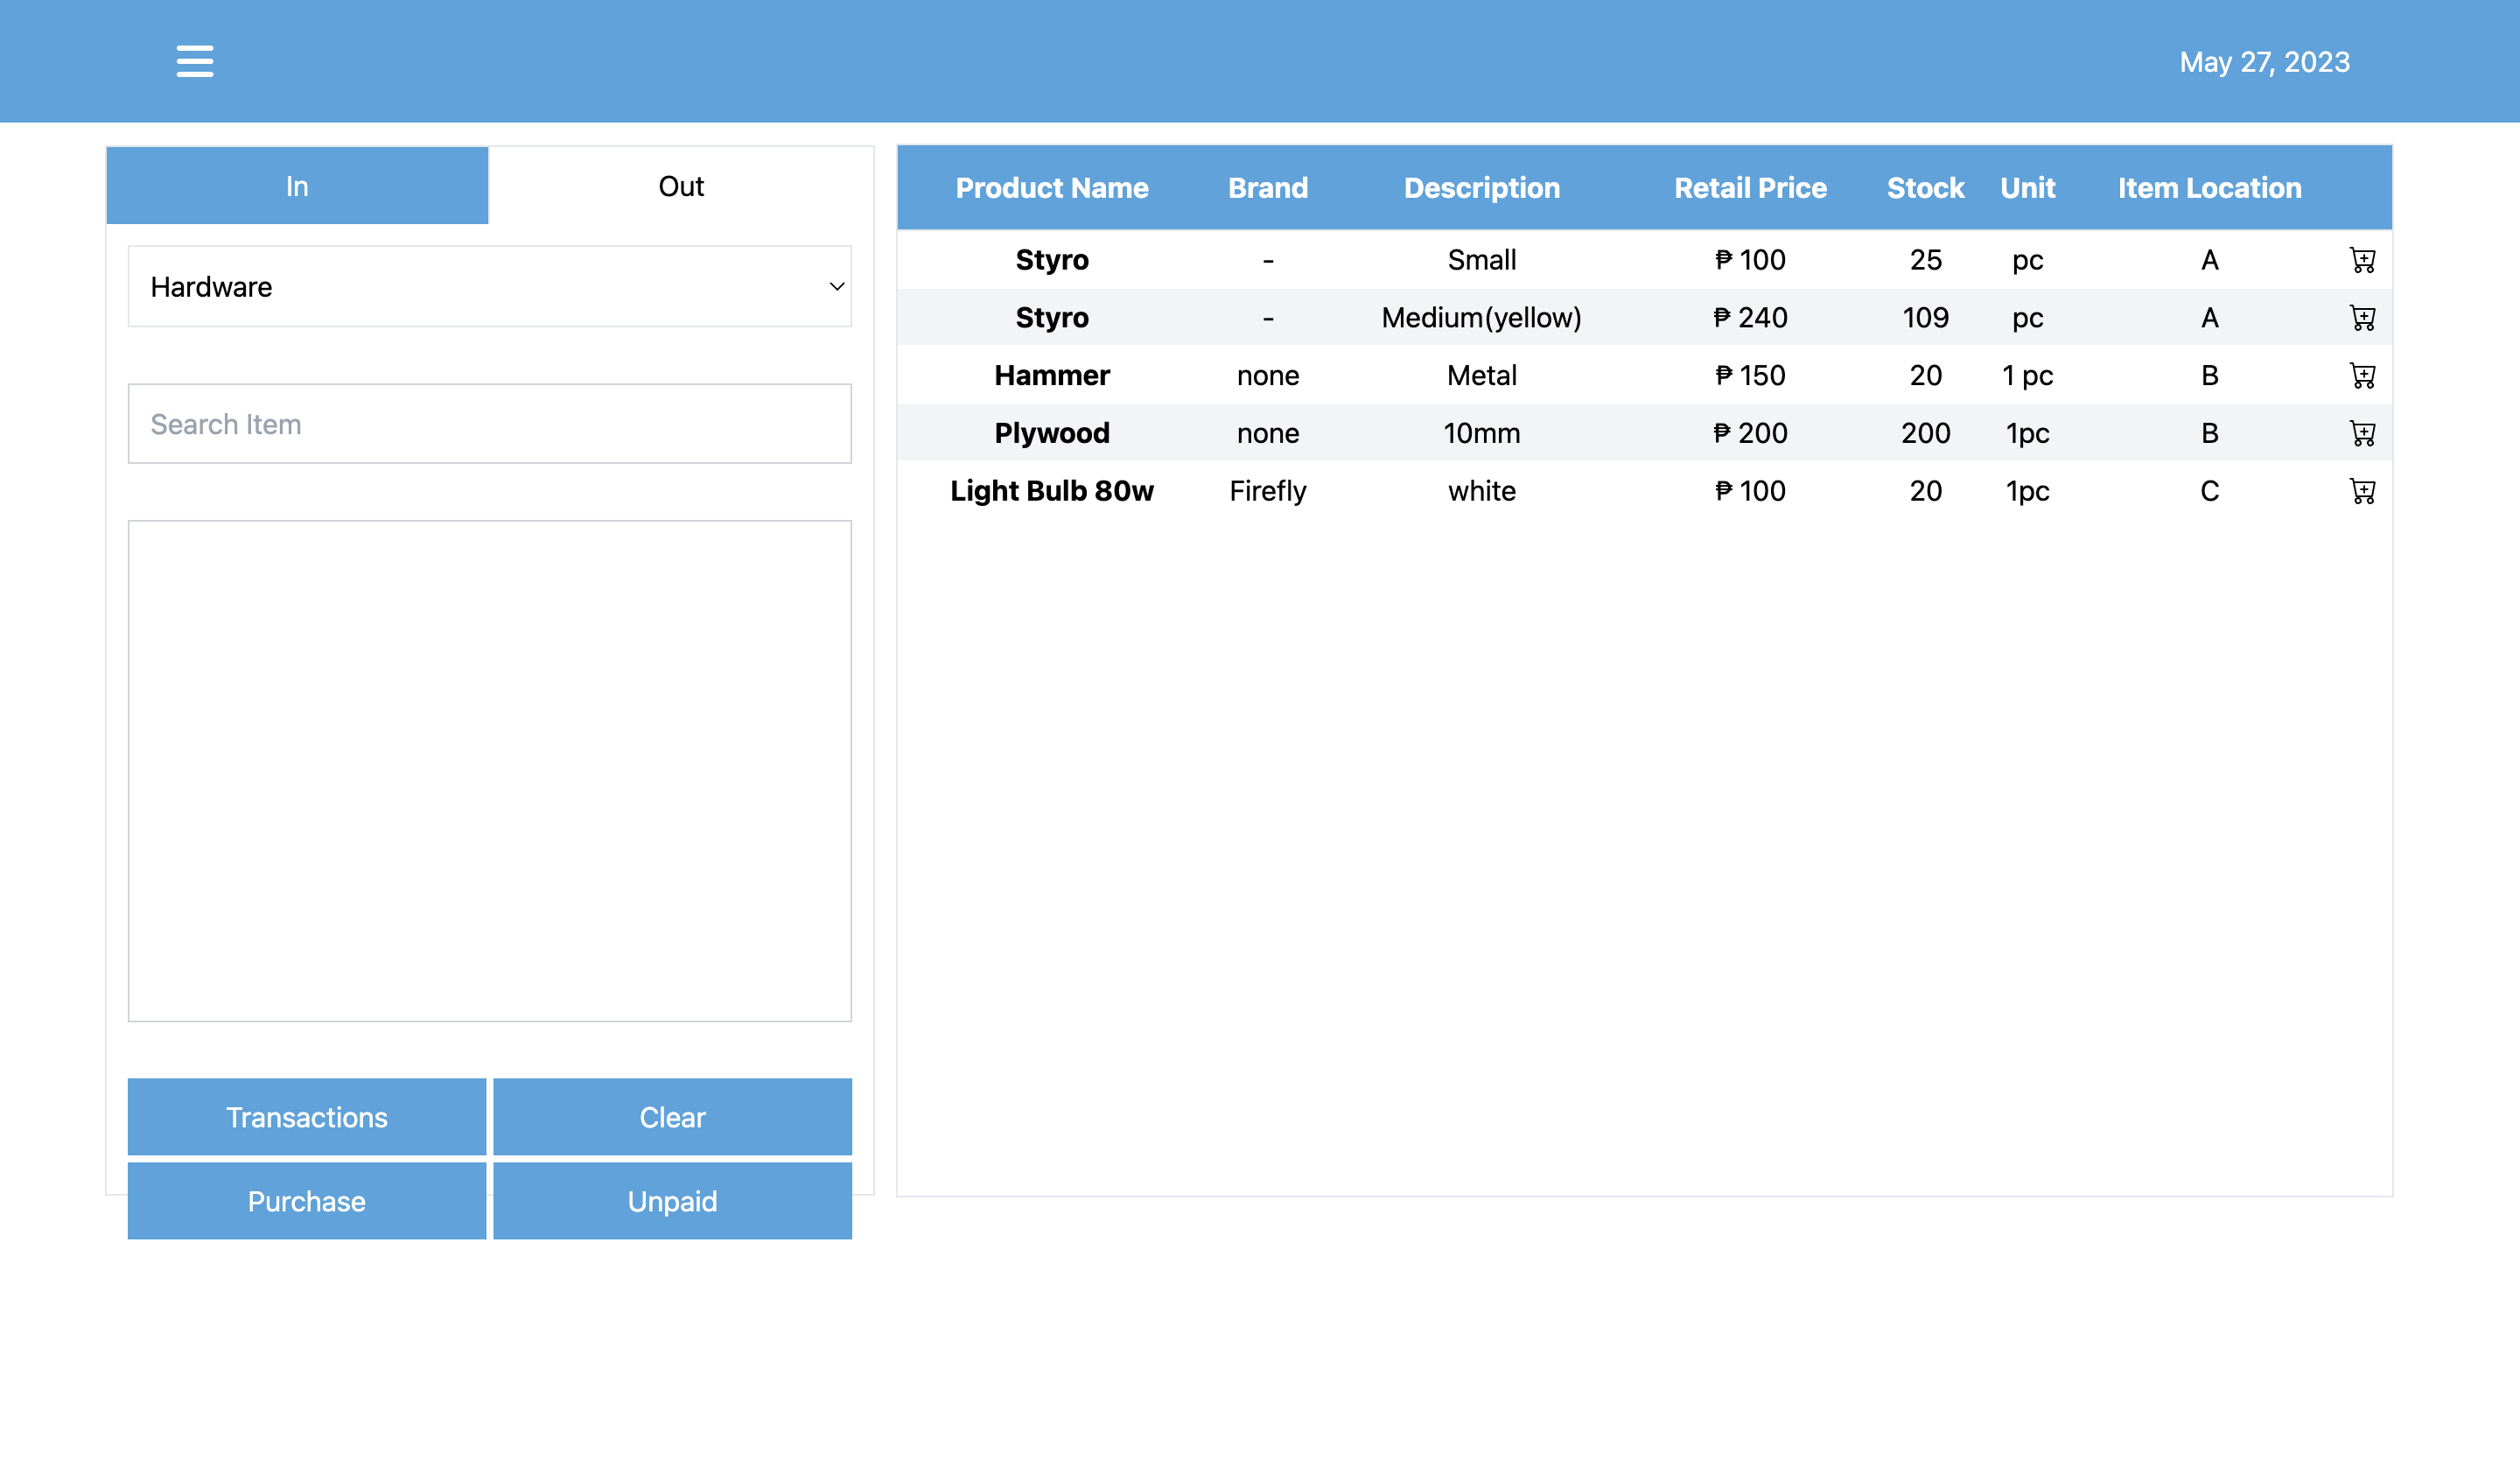 May 27, 2023
In Out
Hardware
Search Item
Transactions Clear
Purchase Unpaid
Product Name Brand Description Retail Price Stock Unit Item Location
Styro - Small ₱ 100 25 pc A
Styro - Medium(yellow) ₱ 240 109 pc A
Hammer none Metal ₱ 150 20 1 pc B
Plywood none 10mm ₱ 200 200 1pc B
Light Bulb 80w Firefly white ₱ 100 20 1pc C